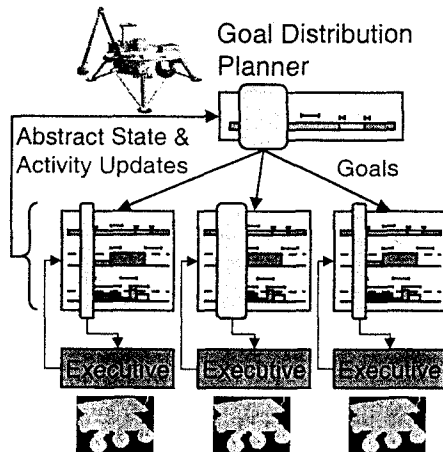 Goal Distribution
Planner
Abstract State &
Activity Updates
Goals
Executive
Executive
Executive